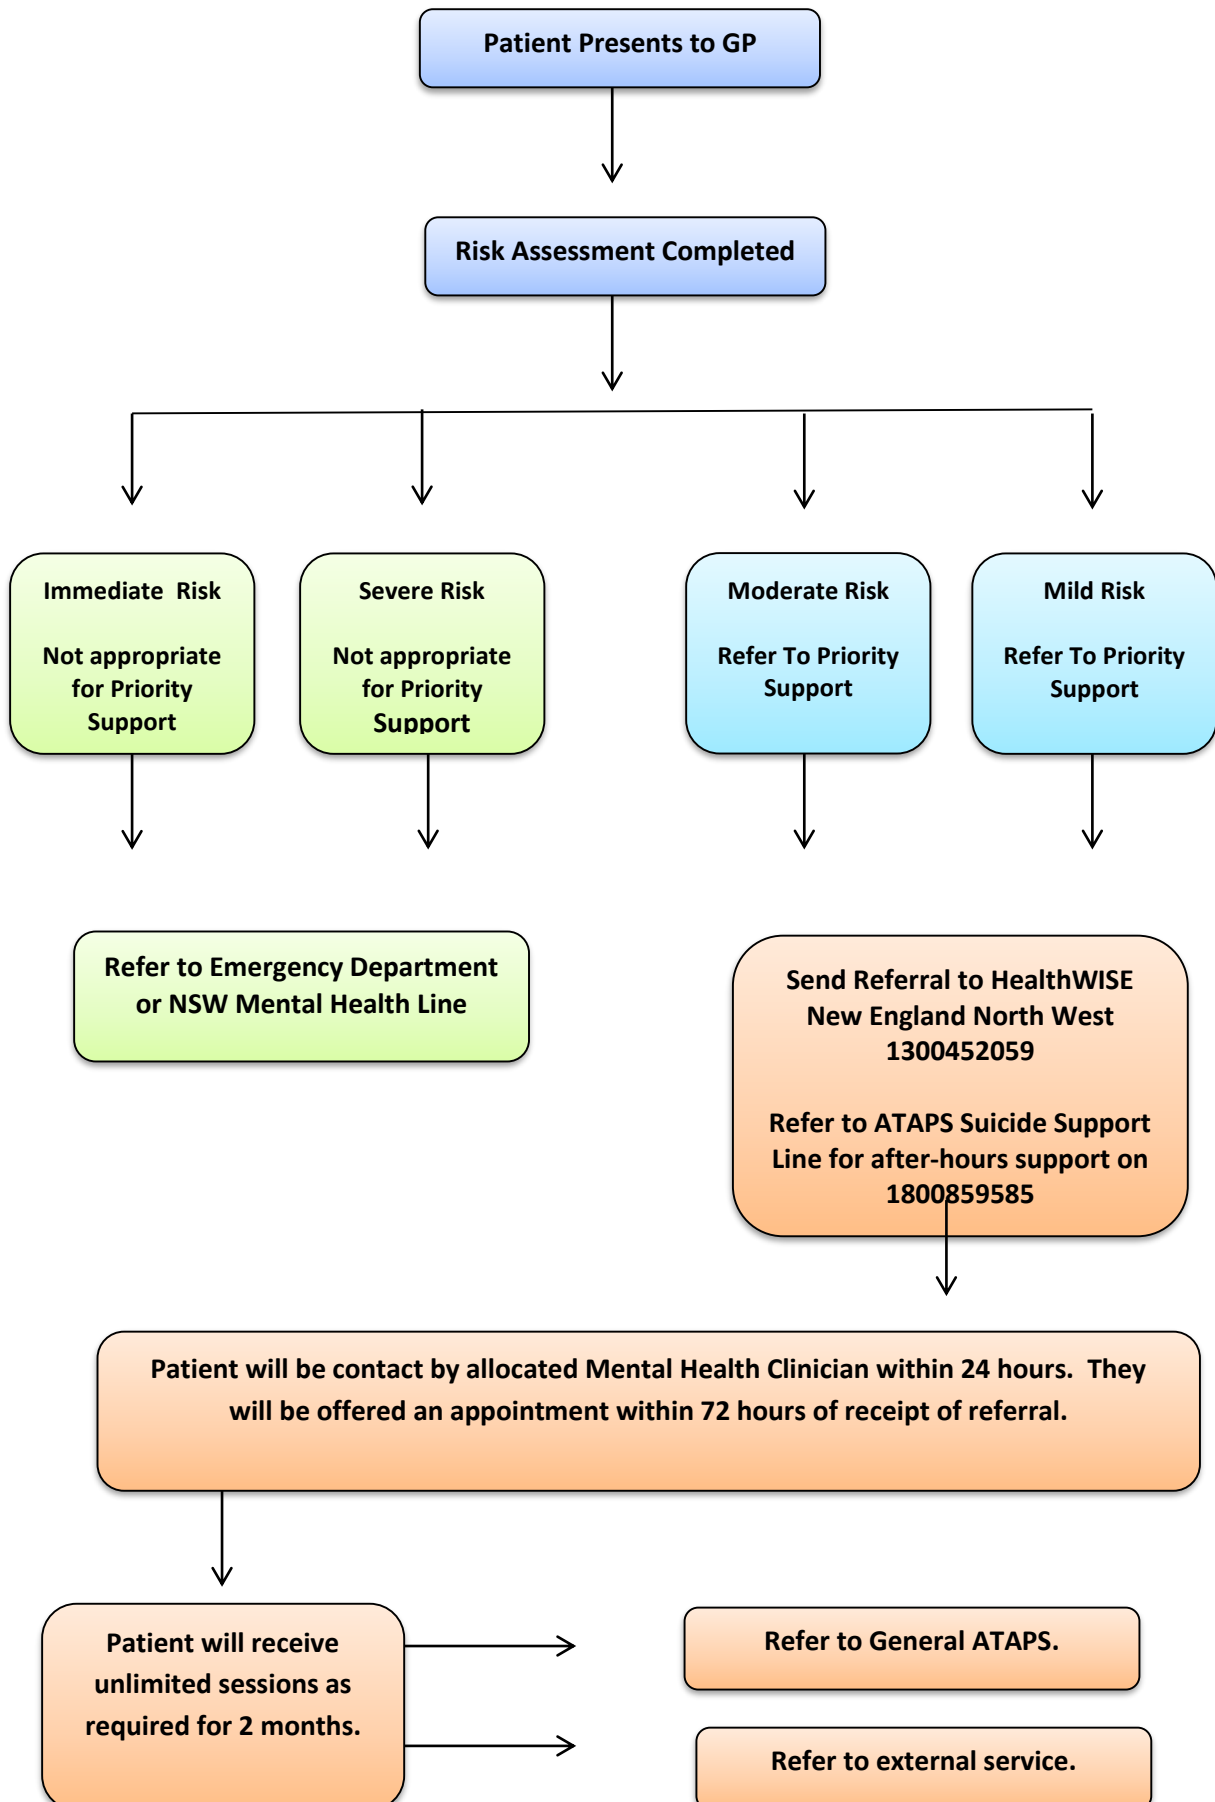 Patient Presents to GP
Risk Assessment Completed
Immediate  Risk
Not appropriate
for Priority
Support
Severe Risk
Not appropriate
for Priority
Support
Moderate Risk
Refer To Priority
Support
Mild Risk
Refer To Priority
Support
Refer to Emergency Department
or NSW Mental Health Line
Send Referral to HealthWISE
New England North West
1300452059
Refer to ATAPS Suicide Support
Line for after-hours support on
1800859585
Patient will be contact by allocated Mental Health Clinician within 24 hours.  They
will be offered an appointment within 72 hours of receipt of referral.
Patient will receive
unlimited sessions as
required for 2 months.
Refer to General ATAPS.
Refer to external service.